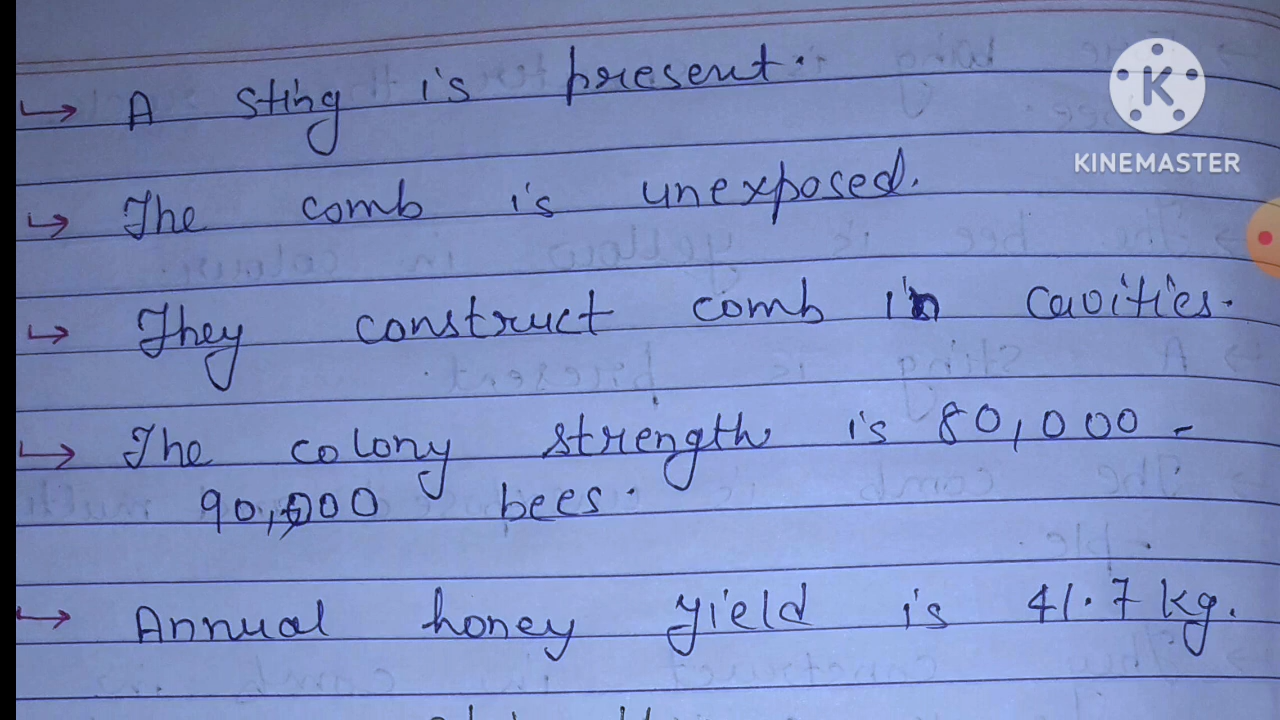 ↳ A sting is present.
K
KINEMASTER
↳ The comb is unexposed.
↳ They construct comb in cavities.
↳ The colony strength is 80,000 -
90,000 bees.
↳ Annual honey yield is 41.7 kg.